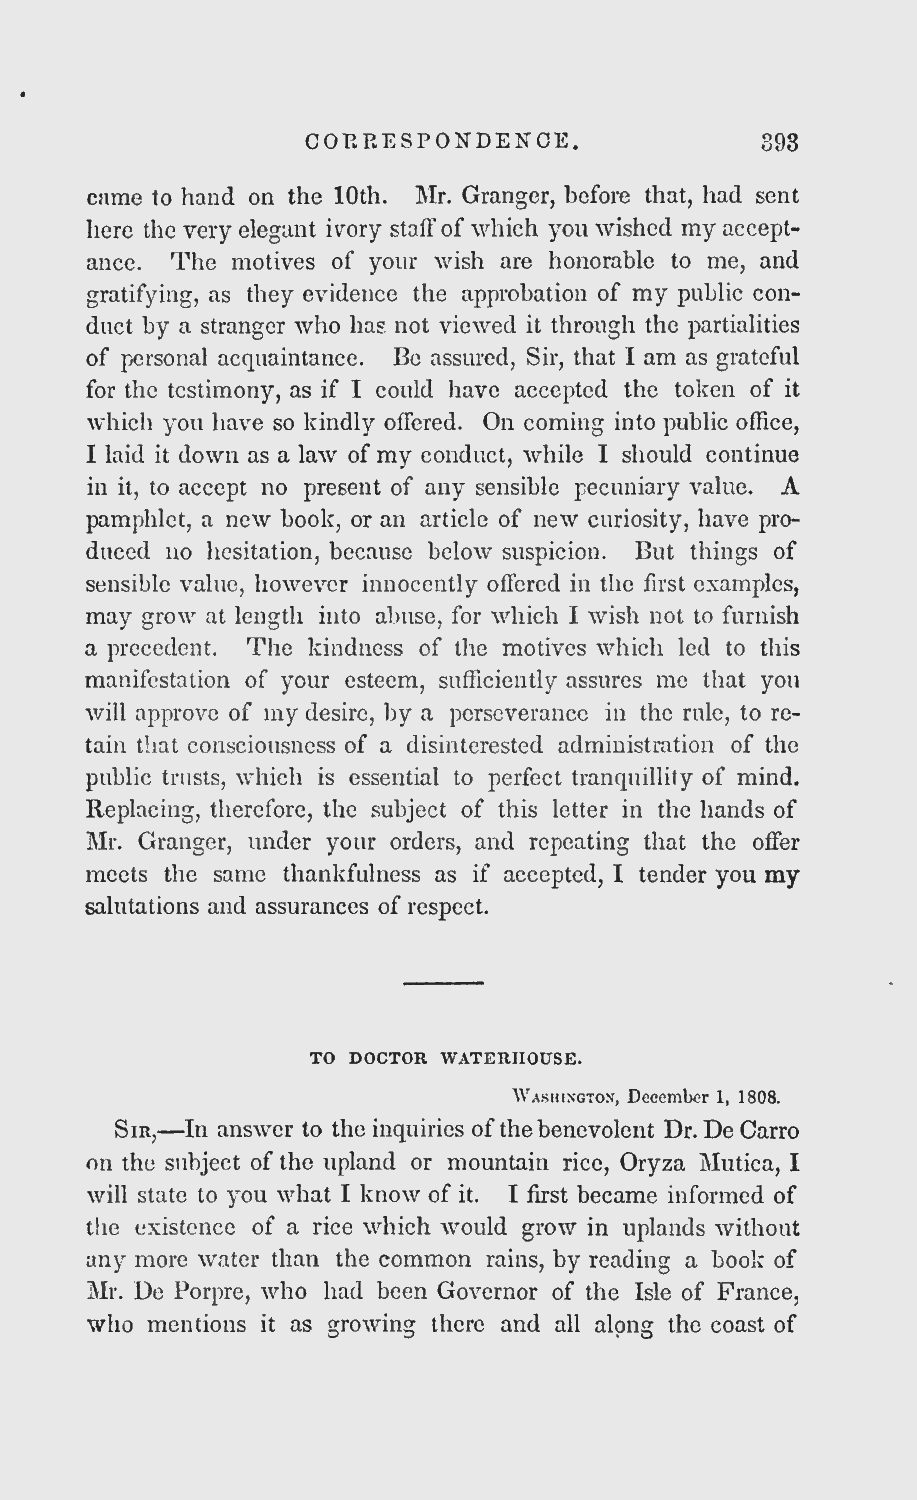 CORRESPONDENCE. 393
came to hand on the 10th. Mr. Granger, before that, had sent
here the very elegant ivory staff of which you wished my accept-
ance. The motives of your wish are honorable to me, and
gratifying, as they evidence the approbation of my public con-
duct by a stranger who has not viewed it through the partialities
of personal acquaintance. Be assured, Sir, that I am as grateful
for the testimony, as if I could have accepted the token of it
which you have so kindly offered. On coming into public office,
I laid it down as a law of my conduct, while I should continue
in it, to accept no present of any sensible pecuniary value. A
pamphlet, a new book, or an article of new curiosity, have pro-
duced no hesitation, because below suspicion. But things of
sensible value, however innocently offered in the first examples,
may grow at length into abuse, for which I wish not to furnish
a precedent. The kindness of the motives which led to this
manifestation of your esteem, sufficiently assures me that you
will approve of my desire, by a perseverance in the rule, to re-
tain that consciousness of a disinterested administration of the
public trusts, which is essential to perfect tranquillity of mind.
Replacing, therefore, the subject of this letter in the hands of
Mr. Granger, under your orders, and repeating that the offer
meets the same thankfulness as if accepted, I tender you my
salutations and assurances of respect.
TO DOCTOR WATERHOUSE.
WASHINGTON, December 1, 1808.
SIR,—In answer to the inquiries of the benevolent Dr. De Carro
on the subject of the upland or mountain rice, Oryza Mutica, I
will state to you what I know of it. I first became informed of
the existence of a rice which would grow in uplands without
any more water than the common rains, by reading a book of
Mr. De Porpre, who had been Governor of the Isle of France,
who mentions it as growing there and all along the coast of